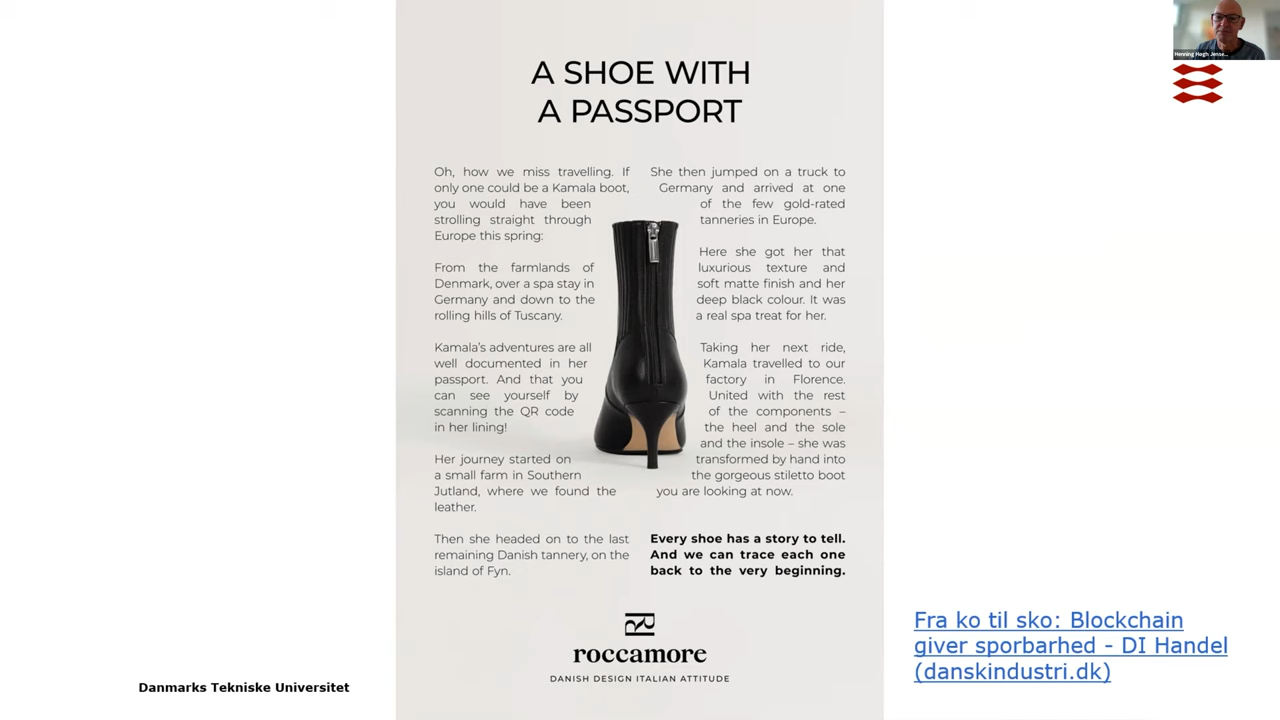 Henning Høgh Jense...
A SHOE WITH
A PASSPORT
Oh, how we miss travelling. If
only one could be a Kamala boot,
you would have been
strolling straight through
Europe this spring:
From the farmlands of
Denmark, over a spa stay in
Germany and down to the
rolling hills of Tuscany.
Kamala's adventures are all
well documented in her
passport. And that you
can see yourself by
scanning the QR code
in her lining!
Her journey started on
a small farm in Southern
Jutland, where we found the
leather.
Then she headed on to the last
remaining Danish tannery, on the
island of Fyn.
She then jumped on a truck to
Germany and arrived at one
of the few gold-rated
tanneries in Europe.
Here she got her that
luxurious texture and
soft matte finish and her
deep black colour. It was
a real spa treat for her.
Taking her next ride,
Kamala travelled to our
factory in Florence.
United with the rest
of the components –
the heel and the sole
and the insole – she was
transformed by hand into
the gorgeous stiletto boot
you are looking at now.
Every shoe has a story to tell.
And we can trace each one
back to the very beginning.
roccamore
DANISH DESIGN ITALIAN ATTITUDE
Fra ko til sko: Blockchain
giver sporbarhed - DI Handel
(danskindustri.dk)
Danmarks Tekniske Universitet